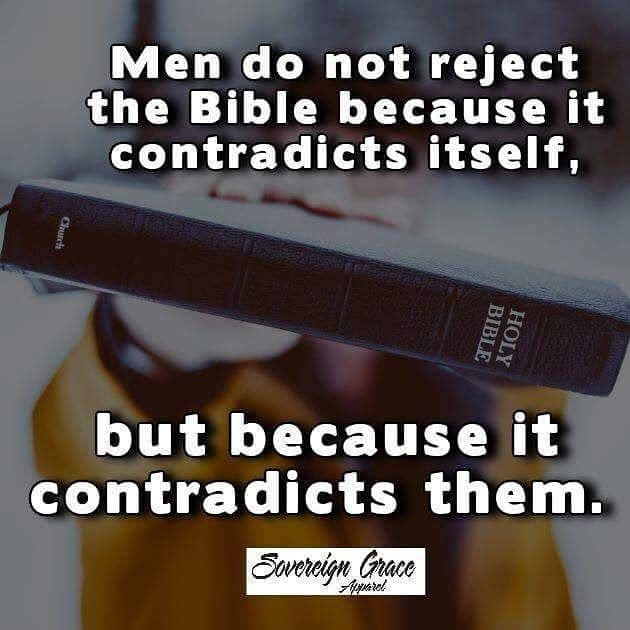 Men do not reject
the Bible because it
contradicts itself,
Church
HOLY
BIBLE
but because it
contradicts them.
Sovereign Grace
Apparel